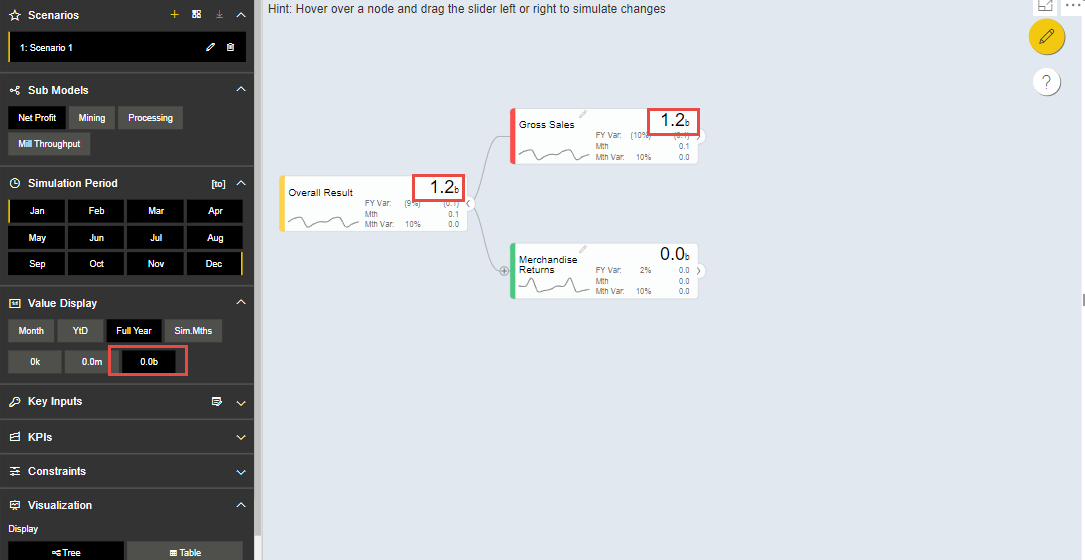 Scenarios
1: Scenario 1
Sub Models
Net Profit Mining Processing
Mill Throughput
Simulation Period [to]
Jan Feb Mar Apr
May Jun Jul Aug
Sep Oct Nov Dec
Value Display
Month YtD Full Year Sim.Mths
0k 0.0m 0.0b
Key Inputs
KPIs
Constraints
Visualization
Display
Tree Table
Hint: Hover over a node and drag the slider left or right to simulate changes
Gross Sales 1.2b
FY Var: (10%) (0.1)
Mth 0.1
Mth Var: 10% 0.0
Overall Result 1.2b
FY Var: (9%) (0.1)
Mth 0.1
Mth Var: 10% 0.0
Merchandise Returns 0.0b
FY Var: 2% 0.0
Mth 0.0
Mth Var: 10% 0.0
?